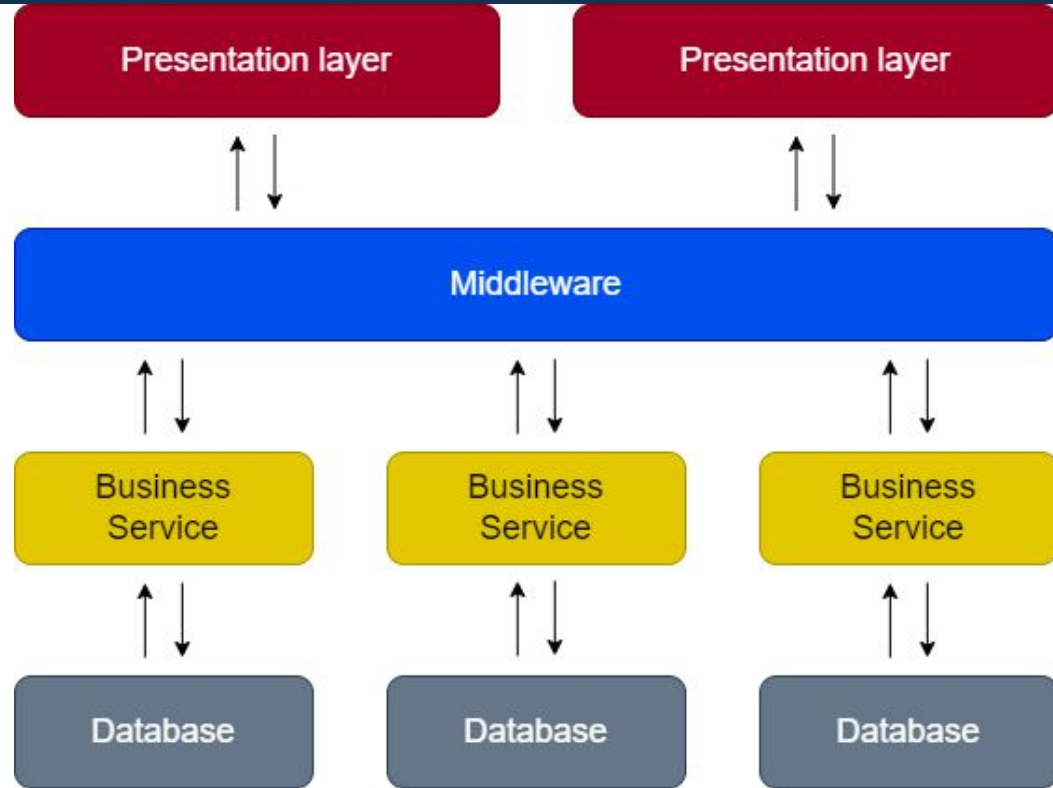 Presentation layer
Presentation layer
Middleware
Business
Service
Business
Service
Business
Service
Database
Database
Database